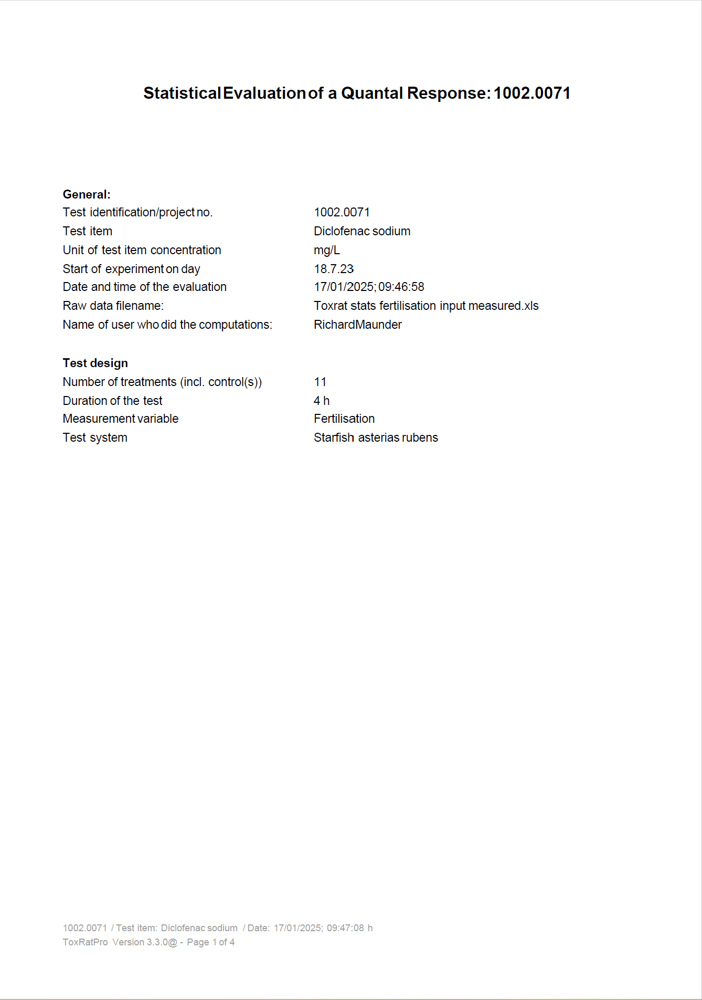 Statistical Evaluation of a Quantal Response: 1002.0071
General:
Test identification/project no. 1002.0071
Test item Diclofenac sodium
Unit of test item concentration mg/L
Start of experiment on day 18.7.23
Date and time of the evaluation 17/01/2025; 09:46:58
Raw data filename: Toxrat stats fertilisation input measured.xls
Name of user who did the computations: RichardMaunder
Test design
Number of treatments (incl. control(s)) 11
Duration of the test 4 h
Measurement variable Fertilisation
Test system Starfish asterias rubens
1002.0071 / Test item: Diclofenac sodium / Date: 17/01/2025; 09:47:08 h
ToxRatPro Version 3.3.0@ - Page 1 of 4